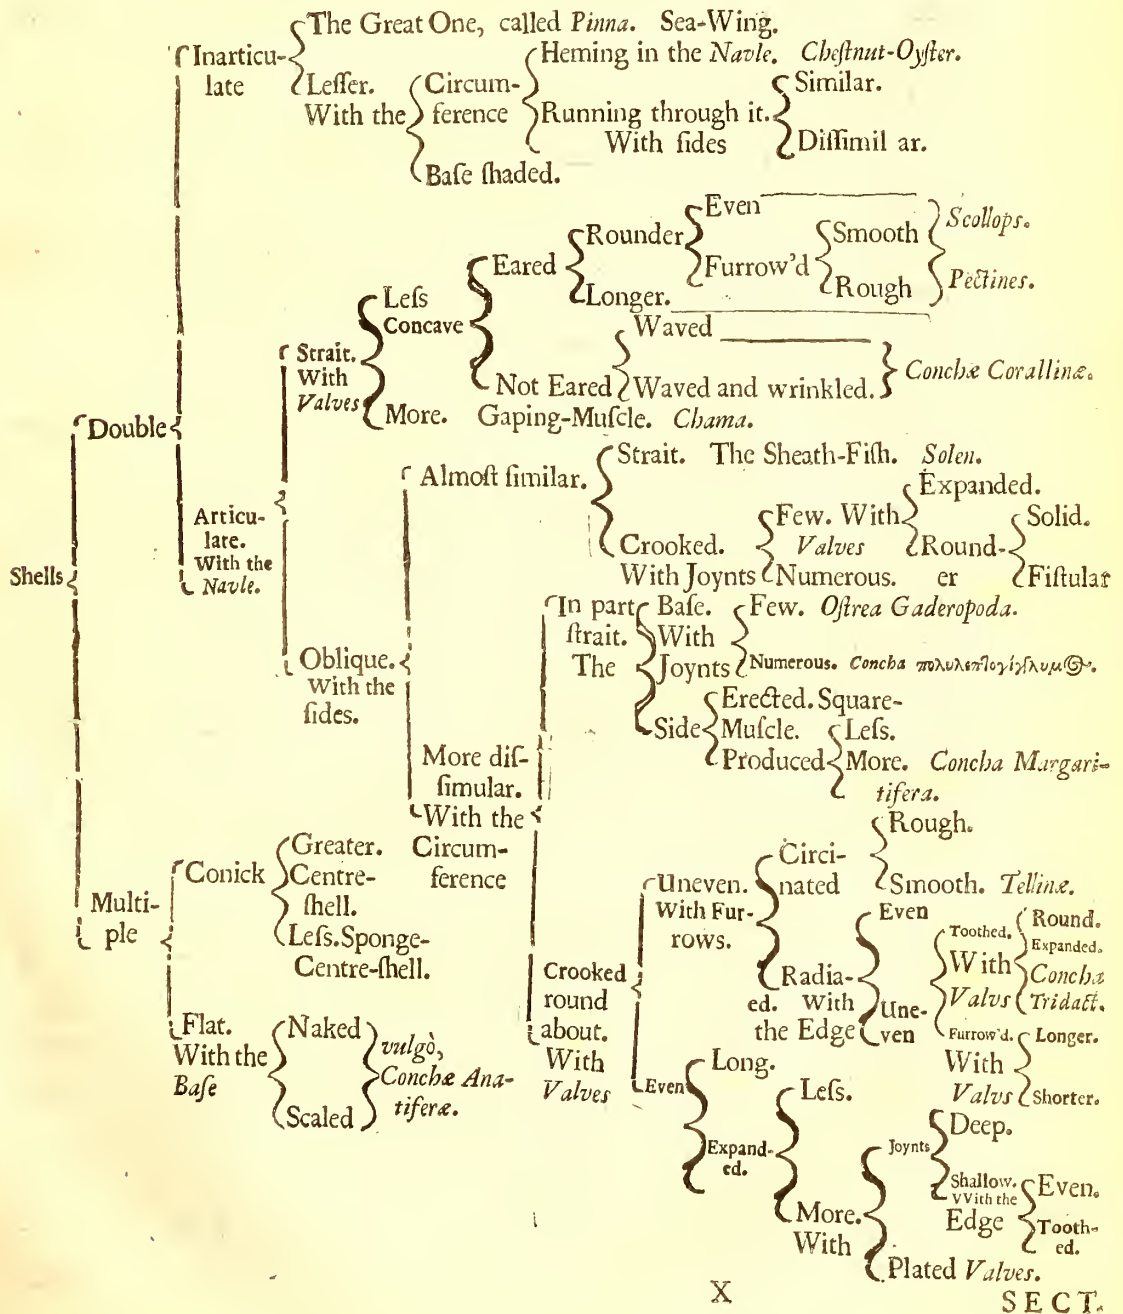 The Great One, called Pinna. Sea-Wing.
Inarticu-
late
Heming in the Navle. Cheſtnut-Oyſter.
Leſſer.
With the
Circum-
ference
Similar.
Running through it.
With ſides
Diſſimil ar.
Baſe ſhaded.
Even
Scollops.
Rounder
Smooth
Eared
Furrow'd
Pectines.
Rough
Longer.
Leſs
Concave
Waved
Strait.
With
Valves
Conchæ Corallinæ.
Not Eared
Waved and wrinkled.
More. Gaping-Muſcle. Chama.
Double
Strait. The Sheath-Fiſh. Solen.
Almoſt ſimilar.
Expanded.
Articu-
late.
With the
Navle.
Few. With
Valves
Solid.
Crooked.
With Joynts
Round-
er
Shells
Numerous.
Fiſtular
In part
ſtrait.
The
Baſe.
With
Joynts
Few. Oſtrea Gaderopoda.
Oblique.
With the
ſides.
Numerous. Concha
Erected. Square-
Muſcle.
Side
Leſs.
Produced
More. Concha Margari-
tifera.
More diſ-
ſimular.
With the
Circum-
ference
Rough.
Greater.
Centre-
ſhell.
Circi-
nated
Conick
Uneven.
With Fur-
rows.
Smooth. Tellinæ.
Multi-
ple
Even
Round.
Leſs. Sponge-
Centre-ſhell.
Toothed.
With
Valvs
Expanded.
Concha
Tridact.
Crooked
round
about.
With
Valves
Radia-
ed. With
the Edge
Une-
ven
Flat.
With the
Baſe
Naked
Furrow'd.
With
Valvs
Longer.
vulgò,
Conchæ Ana-
tiferæ.
Long.
Even
Shorter.
Scaled
Leſs.
Deep.
Expand-
ed.
Joynts
Shallow.
VVith the
Edge
Even.
More.
With
Tooth-
ed.
Plated Valves.
X
SECT.